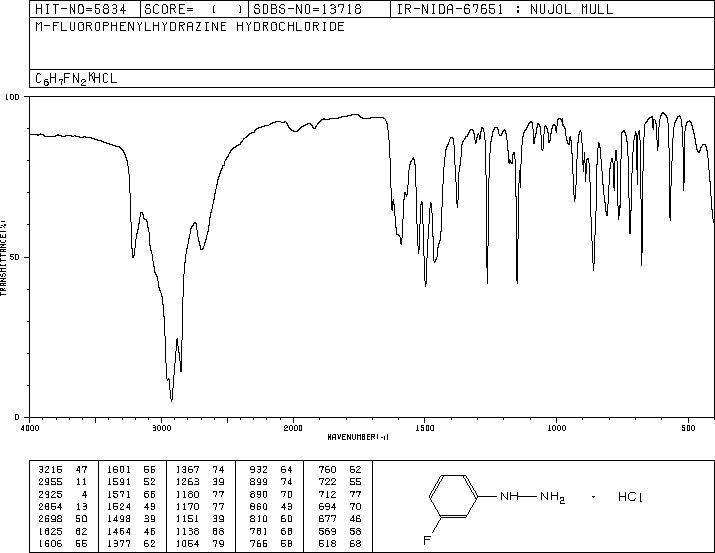 HIT-NO=5834 SCORE= ( ) SDBS-NO=13718 IR-NIDA-67651 : NUJOL MULL
M-FLUOROPHENYLHYDRAZINE HYDROCHLORIDE
C6H7FN2*HCL
100
50
0
TRANSMITTANCE(%)
4000 3000 2000 1500 1000 500
WAVENUMBER(-1)
3215 47 1601 55 1367 74 932 64 760 62
2955 11 1591 52 1263 39 899 74 722 55
2925 4 1571 66 1180 77 890 70 712 77
2854 13 1524 49 1170 77 860 43 694 70
2698 50 1498 39 1151 39 810 60 677 46
1625 62 1464 46 1138 68 781 68 569 58
1606 55 1377 62 1054 79 766 58 518 68
NH NH2 · HCl
F